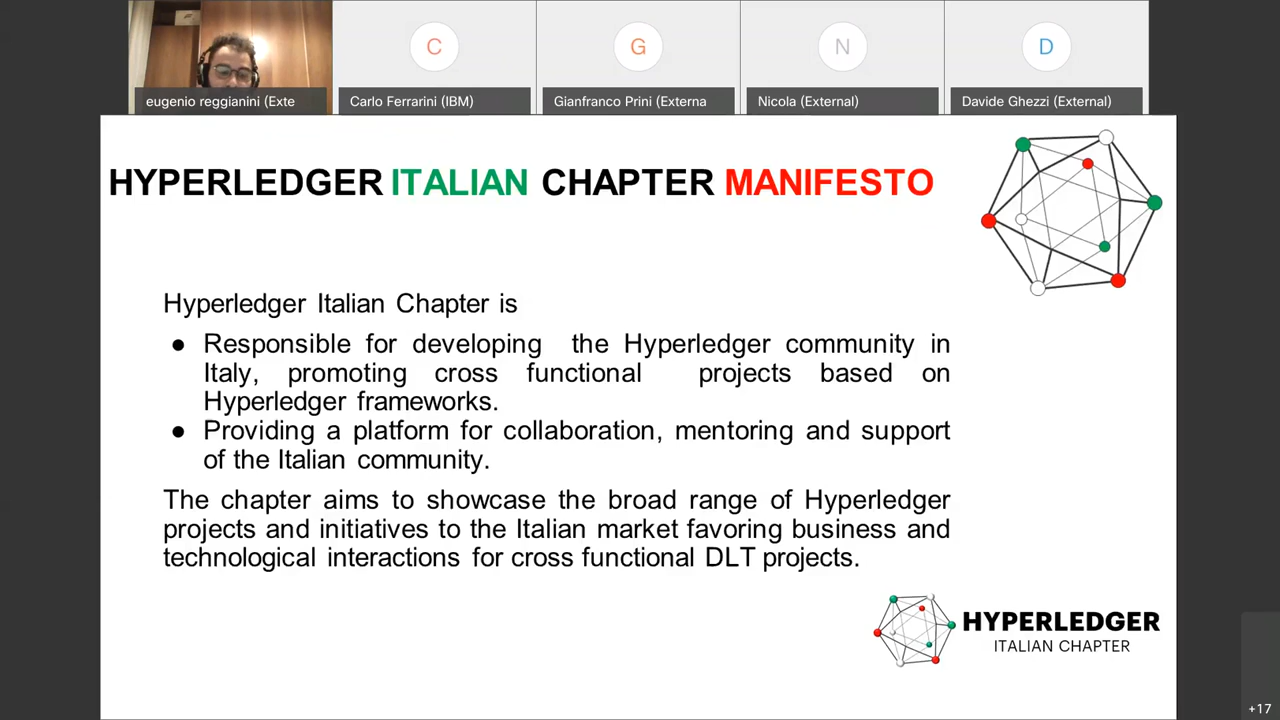 C
G
N
D
eugenio reggianini (Exte
Carlo Ferrarini (IBM)
Gianfranco Prini (Externa
Nicola (External)
Davide Ghezzi (External)
HYPERLEDGER ITALIAN CHAPTER MANIFESTO
Hyperledger Italian Chapter is
● Responsible for developing the Hyperledger community in
Italy, promoting cross functional projects based on
Hyperledger frameworks.
● Providing a platform for collaboration, mentoring and support
of the Italian community.
The chapter aims to showcase the broad range of Hyperledger
projects and initiatives to the Italian market favoring business and
technological interactions for cross functional DLT projects.
HYPERLEDGER
ITALIAN CHAPTER
+17